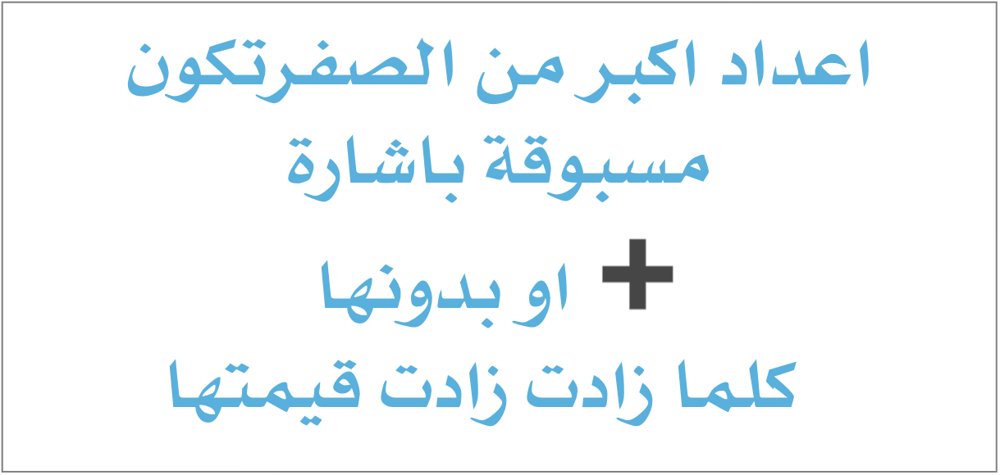 اعداد اكبر من الصفرتكون
مسبوقة باشارة
+ او بدونها
كلما زادت زادت قيمتها